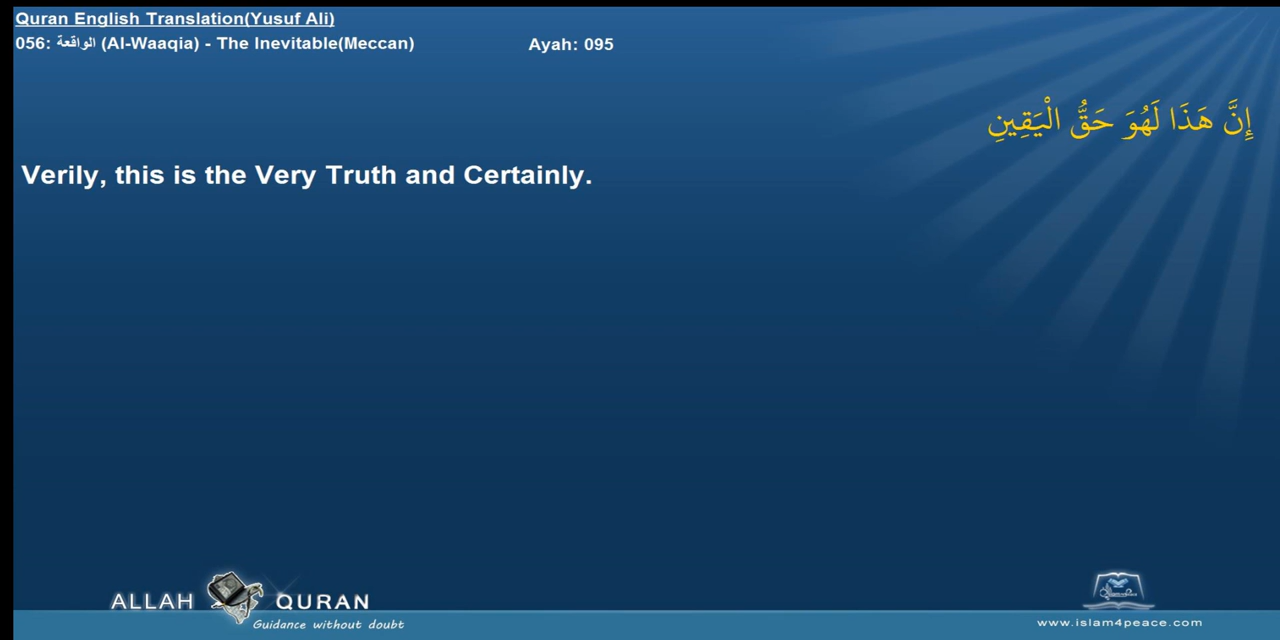 Quran English Translation(Yusuf Ali)
056: الواقعة (Al-Waaqia) - The Inevitable(Meccan) Ayah: 095
إِنَّ هَذَا لَهُوَ حَقُّ الْيَقِينِ
Verily, this is the Very Truth and Certainly.
ALLAH QURAN
Guidance without doubt
www.islam4peace.com